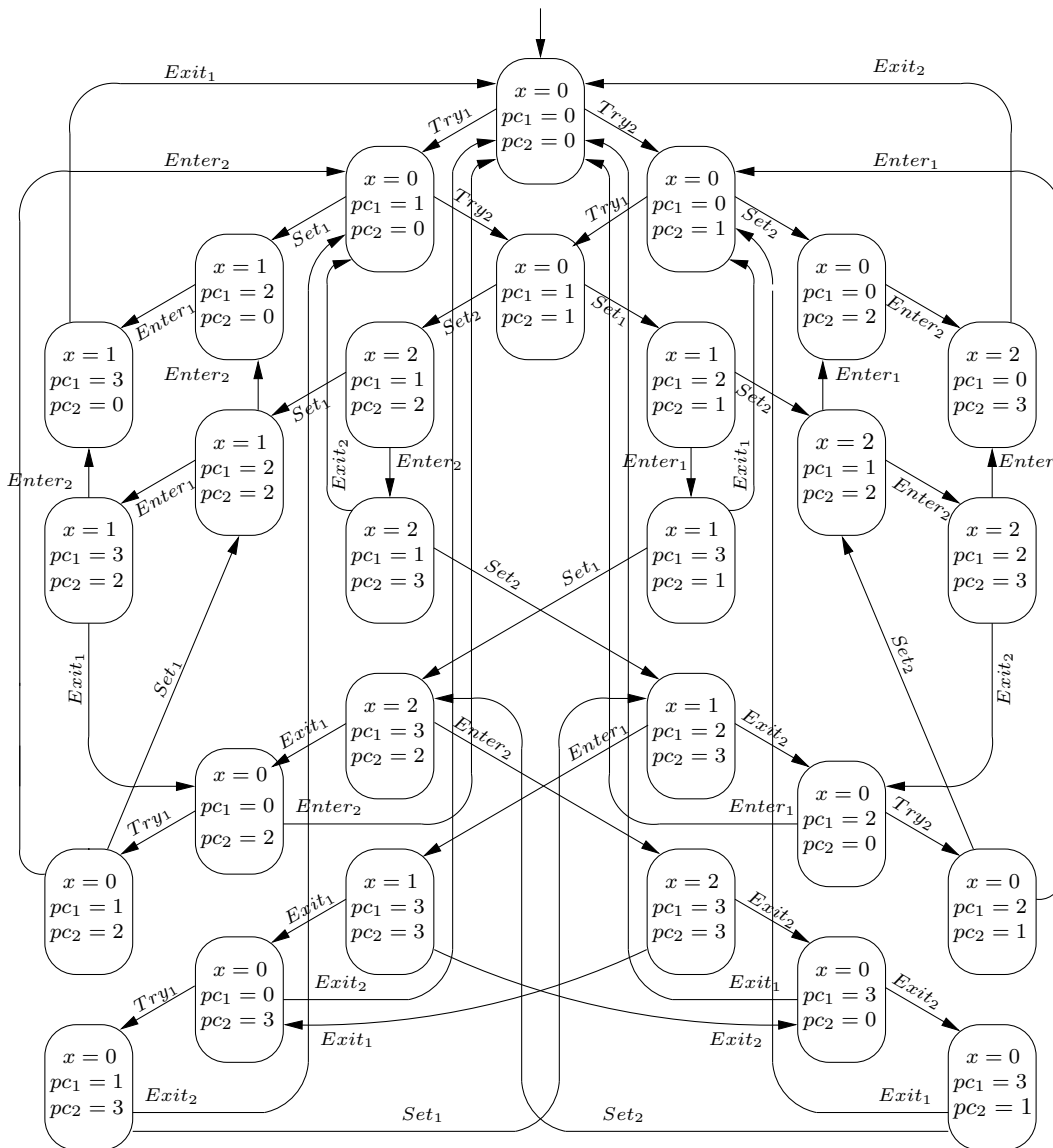 Exit₁
Exit₂
x = 0
pc₁ = 0
pc₂ = 0
Try₁
Try₂
Enter₂
Enter₁
x = 0
pc₁ = 1
pc₂ = 0
x = 0
pc₁ = 0
pc₂ = 1
Try₂
Try₁
Set₁
Set₂
x = 1
pc₁ = 2
pc₂ = 0
x = 0
pc₁ = 1
pc₂ = 1
x = 0
pc₁ = 0
pc₂ = 2
Enter₁
Set₂
Set₁
Enter₂
x = 1
pc₁ = 3
pc₂ = 0
x = 2
pc₁ = 1
pc₂ = 2
x = 1
pc₁ = 2
pc₂ = 1
x = 2
pc₁ = 0
pc₂ = 3
Enter₂
Enter₁
Set₁
Set₂
x = 1
pc₁ = 2
pc₂ = 2
x = 2
pc₁ = 1
pc₂ = 2
Exit₂
Enter₂
Enter₁
Exit₁
Enter₂
Enter₁
Enter₂
Enter
x = 1
pc₁ = 3
pc₂ = 2
x = 2
pc₁ = 1
pc₂ = 3
x = 1
pc₁ = 3
pc₂ = 1
x = 2
pc₁ = 2
pc₂ = 3
Set₂
Set₁
Exit₁
Set₁
Set₂
Exit₂
x = 2
pc₁ = 3
pc₂ = 2
x = 1
pc₁ = 2
pc₂ = 3
Exit₁
Enter₂
Enter₁
Exit₂
x = 0
pc₁ = 0
pc₂ = 2
x = 0
pc₁ = 2
pc₂ = 0
Enter₂
Enter₁
Try₁
Try₂
x = 0
pc₁ = 1
pc₂ = 2
x = 1
pc₁ = 3
pc₂ = 3
x = 2
pc₁ = 3
pc₂ = 3
x = 0
pc₁ = 2
pc₂ = 1
Exit₁
Exit₂
x = 0
pc₁ = 0
pc₂ = 3
x = 0
pc₁ = 3
pc₂ = 0
Try₁
Exit₂
Exit₁
Exit₂
Exit₁
Exit₂
x = 0
pc₁ = 1
pc₂ = 3
x = 0
pc₁ = 3
pc₂ = 1
Exit₂
Exit₁
Set₁
Set₂